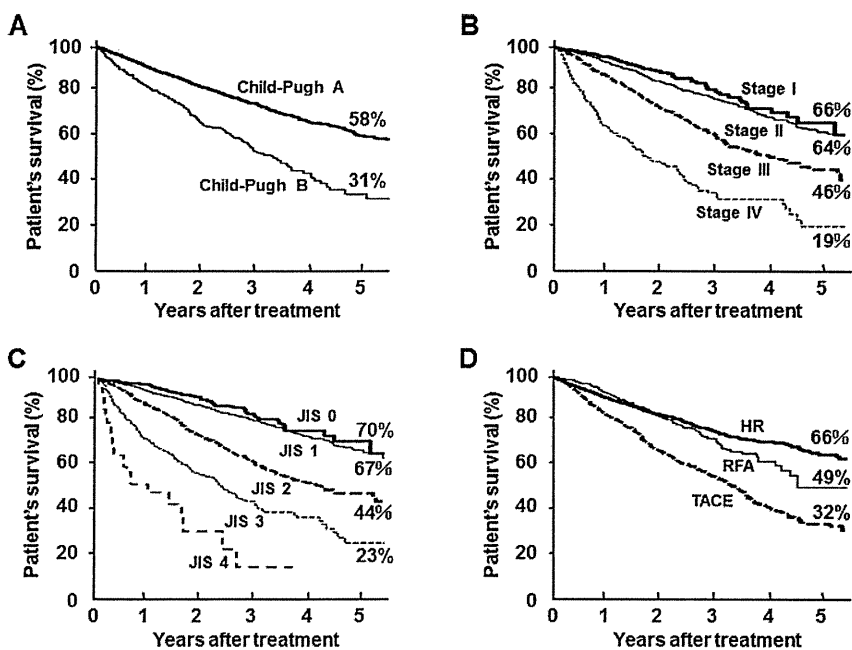 A
Patient's survival (%)
100
80
60
40
20
0
Child-Pugh A
58%
Child-Pugh B
31%
0 1 2 3 4 5
Years after treatment
B
Patient's survival (%)
100
80
60
40
20
0
Stage I
66%
Stage II
64%
Stage III
46%
Stage IV
19%
0 1 2 3 4 5
Years after treatment
C
Patient's survival (%)
100
80
60
40
20
0
JIS 0
70%
JIS 1
67%
JIS 2
44%
JIS 3
23%
JIS 4
0 1 2 3 4 5
Years after treatment
D
Patient's survival (%)
100
80
60
40
20
0
HR
66%
RFA
49%
TACE
32%
0 1 2 3 4 5
Years after treatment